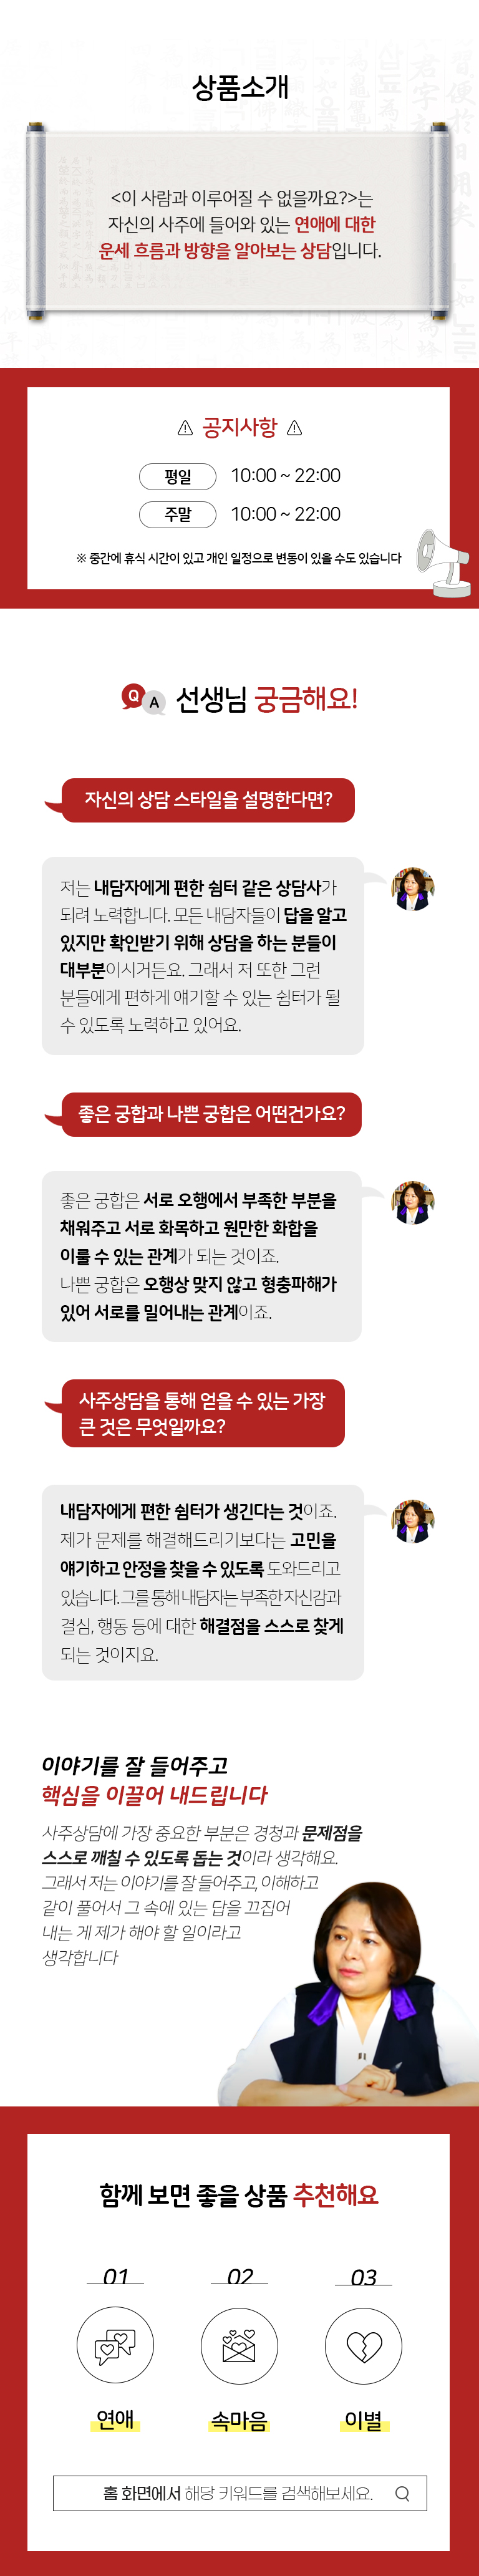 상품소개
<이 사람과 이루어질 수 없을까요?>는
자신의 사주에 들어와 있는 연애에 대한
운세 흐름과 방향을 알아보는 상담입니다.
공지사항
평일 10:00 ~ 22:00
주말 10:00 ~ 22:00
※ 중간에 휴식 시간이 있고 개인 일정으로 변동이 있을 수도 있습니다
Q A 선생님 궁금해요!
자신의 상담 스타일을 설명한다면?
저는 내담자에게 편한 쉼터 같은 상담사가
되려 노력합니다. 모든 내담자들이 답을 알고
있지만 확인받기 위해 상담을 하는 분들이
대부분이시거든요. 그래서 저 또한 그런
분들에게 편하게 얘기할 수 있는 쉼터가 될
수 있도록 노력하고 있어요.
좋은 궁합과 나쁜 궁합은 어떤건가요?
좋은 궁합은 서로 오행에서 부족한 부분을
채워주고 서로 화목하고 원만한 화합을
이룰 수 있는 관계가 되는 것이죠.
나쁜 궁합은 오행상 맞지 않고 형충파해가
있어 서로를 밀어내는 관계이죠.
사주상담을 통해 얻을 수 있는 가장
큰 것은 무엇일까요?
내담자에게 편한 쉼터가 생긴다는 것이죠.
제가 문제를 해결해드리기보다는 고민을
얘기하고 안정을 찾을 수 있도록 도와드리고
있습니다. 그를 통해 내담자는 부족한 자신감과
결심, 행동 등에 대한 해결점을 스스로 찾게
되는 것이지요.
이야기를 잘 들어주고
핵심을 이끌어 내드립니다
사주상담에 가장 중요한 부분은 경청과 문제점을
스스로 깨칠 수 있도록 돕는 것이라 생각해요.
그래서 저는 이야기를 잘 들어주고, 이해하고
같이 풀어서 그 속에 있는 답을 끄집어
내는 게 제가 해야 할 일이라고
생각합니다
함께 보면 좋을 상품 추천해요
01 02 03
연애 속마음 이별
홈 화면에서 해당 키워드를 검색해보세요.